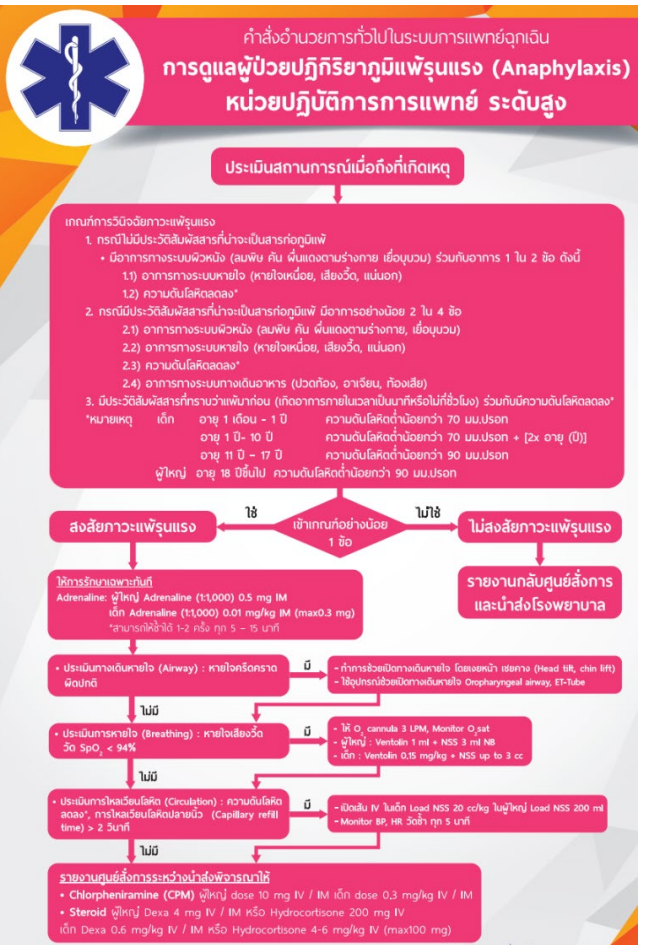 คำสั่งอำนวยการทั่วไปในระบบการแพทย์ฉุกเฉิน
การดูแลผู้ป่วยปฏิกิริยาภูมิแพ้รุนแรง (Anaphylaxis)
หน่วยปฏิบัติการการแพทย์ ระดับสูง
ประเมินสถานการณ์เมื่อถึงที่เกิดเหตุ
เกณฑ์การวินิจฉัยภาวะแพ้รุนแรง
1. กรณีไม่มีประวัติสัมผัสสารที่น่าจะเป็นสารก่อภูมิแพ้
• มีอาการทางระบบผิวหนัง (ลมพิษ คัน ผื่นแดงตามร่างกาย เยื่อบุบวม) ร่วมกับอาการ 1 ใน 2 ข้อ ดังนี้
1.1) อาการทางระบบหายใจ (หายใจเหนื่อย, เสียงวี้ด, แน่นอก)
1.2) ความดันโลหิตลดลง*
2. กรณีมีประวัติสัมผัสสารที่น่าจะเป็นสารก่อภูมิแพ้ มีอาการอย่างน้อย 2 ใน 4 ข้อ
2.1) อาการทางระบบผิวหนัง (ลมพิษ คัน ผื่นแดงตามร่างกาย, เยื่อบุบวม)
2.2) อาการทางระบบหายใจ (หายใจเหนื่อย, เสียงวี้ด, แน่นอก)
2.3) ความดันโลหิตลดลง*
2.4) อาการทางระบบทางเดินอาหาร (ปวดท้อง, อาเจียน, ท้องเสีย)
3. มีประวัติสัมผัสสารที่ทราบว่าแพ้มาก่อน (เกิดอาการภายในเวลาเป็นนาทีหรือไม่กี่ชั่วโมง) ร่วมกับมีความดันโลหิตลดลง*
*หมายเหตุ เด็ก อายุ 1 เดือน - 1 ปี ความดันโลหิตต่ำน้อยกว่า 70 มม.ปรอท
อายุ 1 ปี- 10 ปี ความดันโลหิตต่ำน้อยกว่า 70 มม.ปรอท + [2x อายุ (ปี)]
อายุ 11 ปี – 17 ปี ความดันโลหิตต่ำน้อยกว่า 90 มม.ปรอท
ผู้ใหญ่ อายุ 18 ปีขึ้นไป ความดันโลหิตต่ำน้อยกว่า 90 มม.ปรอท
สงสัยภาวะแพ้รุนแรง
ใช่
เข้าเกณฑ์อย่างน้อย
1 ข้อ
ไม่ใช่
ไม่สงสัยภาวะแพ้รุนแรง
รายงานกลับศูนย์สั่งการ
และนำส่งโรงพยาบาล
ให้การรักษาเฉพาะทันที
Adrenaline: ผู้ใหญ่ Adrenaline (1:1,000) 0.5 mg IM
เด็ก Adrenaline (1:1,000) 0.01 mg/kg IM (max0.3 mg)
*สามารถให้ซ้ำได้ 1-2 ครั้ง ทุก 5 – 15 นาที
• ประเมินทางเดินหายใจ (Airway) : หายใจครืดคราด
ผิดปกติ
มี
- ทำการช่วยเปิดทางเดินหายใจ โดยเงยหน้า เชยคาง (Head tilt, chin lift)
- ใช้อุปกรณ์ช่วยเปิดทางเดินหายใจ Oropharyngeal airway, ET-Tube
ไม่มี
• ประเมินการหายใจ (Breathing) : หายใจเสียงวี้ด
วัด SpO2 < 94%
มี
- ให้ O2 cannula 3 LPM, Monitor O2sat
- ผู้ใหญ่ : Ventolin 1 ml + NSS 3 ml NB
- เด็ก : Ventolin 0.15 mg/kg + NSS up to 3 cc
ไม่มี
• ประเมินการไหลเวียนโลหิต (Circulation) : ความดันโลหิต
ลดลง*, การไหลเวียนโลหิตปลายนิ้ว (Capillary refill
time) > 2 วินาที
มี
-เปิดเส้น IV ในเด็ก Load NSS 20 cc/kg ในผู้ใหญ่ Load NSS 200 ml
- Monitor BP, HR วัดซ้ำ ทุก 5 นาที
ไม่มี
รายงานศูนย์สั่งการระหว่างนำส่งพิจารณาให้
• Chlorpheniramine (CPM) ผู้ใหญ่ dose 10 mg IV / IM เด็ก dose 0.3 mg/kg IV / IM
• Steroid ผู้ใหญ่ Dexa 4 mg IV / IM หรือ Hydrocortisone 200 mg IV
เด็ก Dexa 0.6 mg/kg IV / IM หรือ Hydrocortisone 4-6 mg/kg IV (max100 mg)